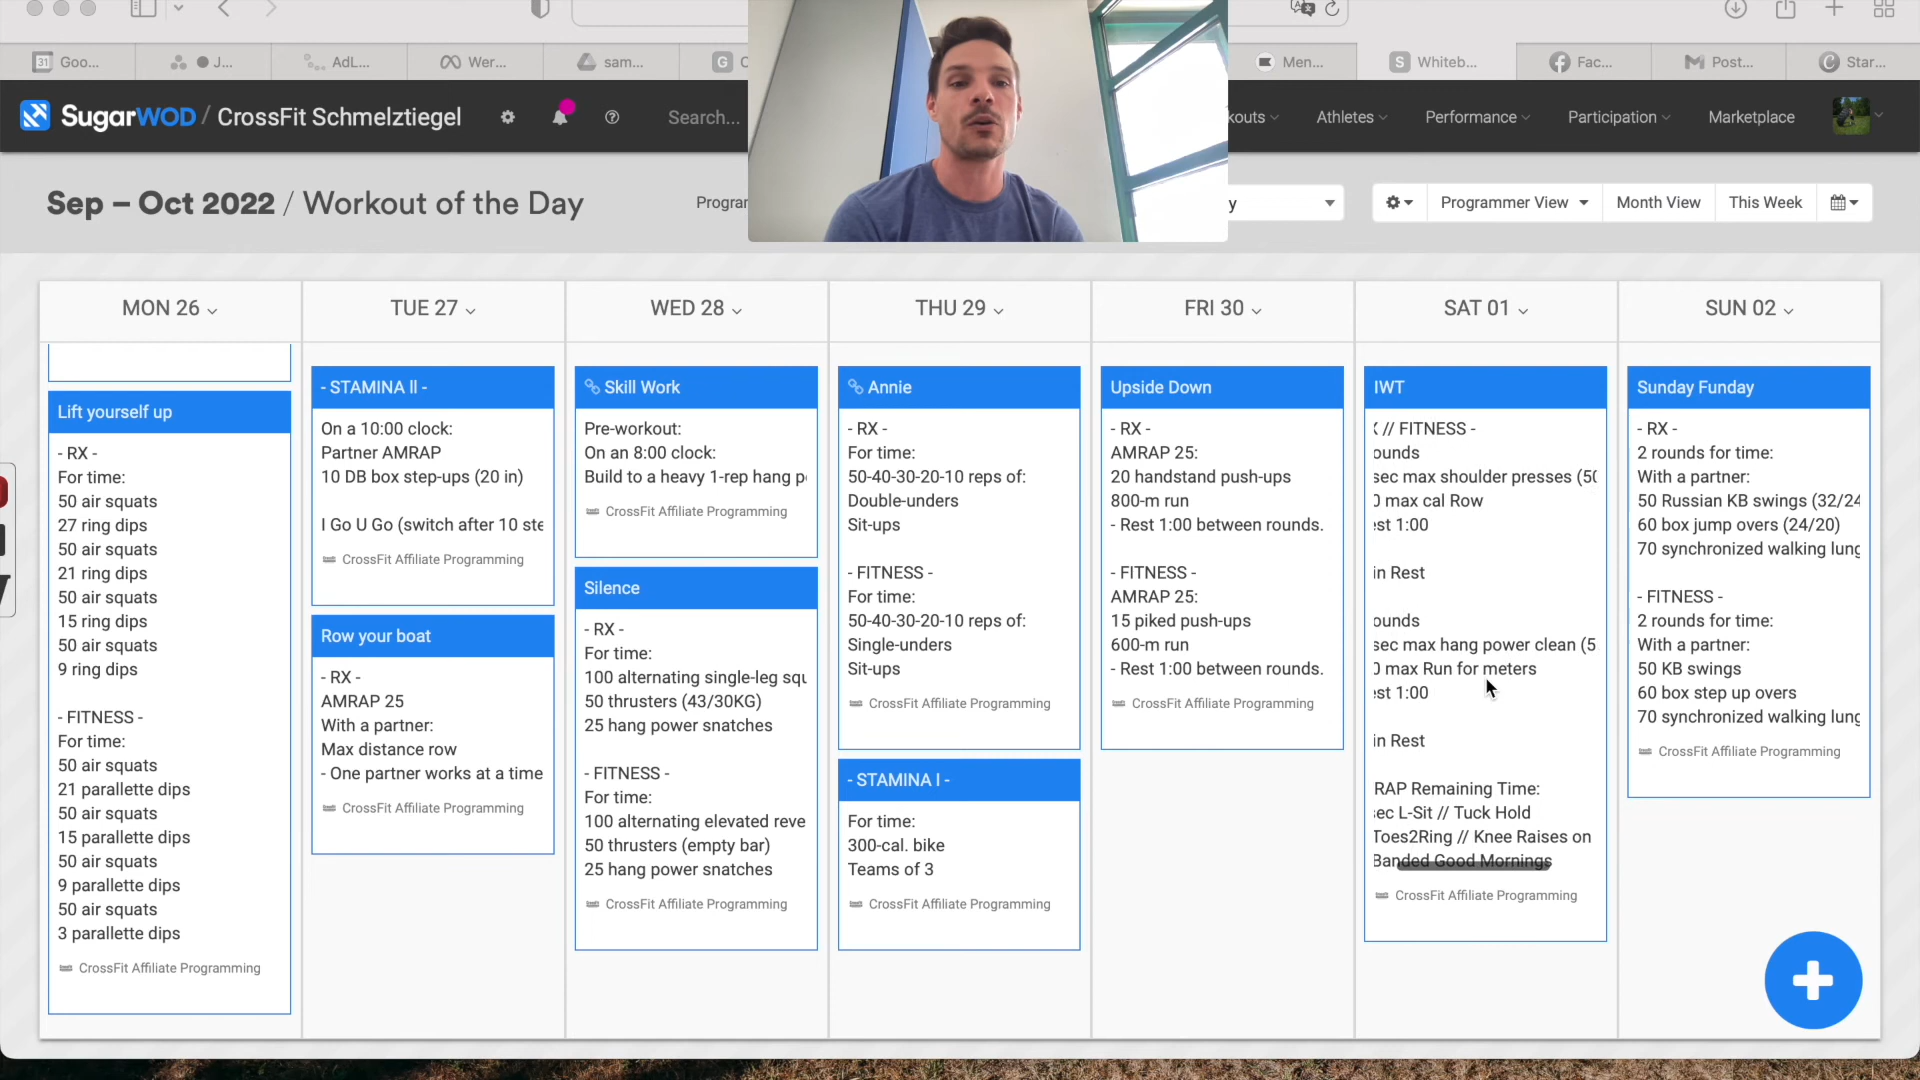 Goo...
J...
AdL...
Wer...
sam...
Men...
Whiteb...
Fac...
Post...
Star...
SugarWOD / CrossFit Schmelztiegel
Search...
kouts
Athletes
Performance
Participation
Marketplace
Sep – Oct 2022 / Workout of the Day
Progra
y
Programmer View
Month View
This Week
MON 26
TUE 27
WED 28
THU 29
FRI 30
SAT 01
SUN 02
Lift yourself up
- RX -
For time:
50 air squats
27 ring dips
50 air squats
21 ring dips
50 air squats
15 ring dips
50 air squats
9 ring dips
- FITNESS -
For time:
50 air squats
21 parallette dips
50 air squats
15 parallette dips
50 air squats
9 parallette dips
50 air squats
3 parallette dips
CrossFit Affiliate Programming
- STAMINA II -
On a 10:00 clock:
Partner AMRAP
10 DB box step-ups (20 in)
I Go U Go (switch after 10 ste
CrossFit Affiliate Programming
Row your boat
- RX -
AMRAP 25
With a partner:
Max distance row
- One partner works at a time
CrossFit Affiliate Programming
Skill Work
Pre-workout:
On an 8:00 clock:
Build to a heavy 1-rep hang p
CrossFit Affiliate Programming
Silence
- RX -
For time:
100 alternating single-leg squ
50 thrusters (43/30KG)
25 hang power snatches
- FITNESS -
For time:
100 alternating elevated reve
50 thrusters (empty bar)
25 hang power snatches
CrossFit Affiliate Programming
Annie
- RX -
For time:
50-40-30-20-10 reps of:
Double-unders
Sit-ups
- FITNESS -
For time:
50-40-30-20-10 reps of:
Single-unders
Sit-ups
CrossFit Affiliate Programming
- STAMINA I -
For time:
300-cal. bike
Teams of 3
CrossFit Affiliate Programming
Upside Down
- RX -
AMRAP 25:
20 handstand push-ups
800-m run
- Rest 1:00 between rounds.
- FITNESS -
AMRAP 25:
15 piked push-ups
600-m run
- Rest 1:00 between rounds.
CrossFit Affiliate Programming
IWT
// FITNESS -
ounds
sec max shoulder presses (50
0 max cal Row
est 1:00
in Rest
ounds
sec max hang power clean (5
0 max Run for meters
est 1:00
in Rest
RAP Remaining Time:
sec L-Sit // Tuck Hold
Toes2Ring // Knee Raises on
Banded Good Mornings
CrossFit Affiliate Programming
Sunday Funday
- RX -
2 rounds for time:
With a partner:
50 Russian KB swings (32/24
60 box jump overs (24/20)
70 synchronized walking lung
- FITNESS -
2 rounds for time:
With a partner:
50 KB swings
60 box step up overs
70 synchronized walking lung
CrossFit Affiliate Programming